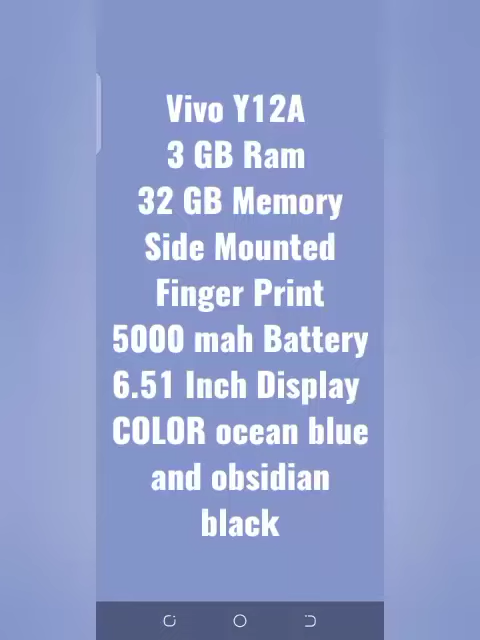 Vivo Y12A
3 GB Ram
32 GB Memory
Side Mounted
Finger Print
5000 mah Battery
6.51 Inch Display
COLOR ocean blue
and obsidian
black